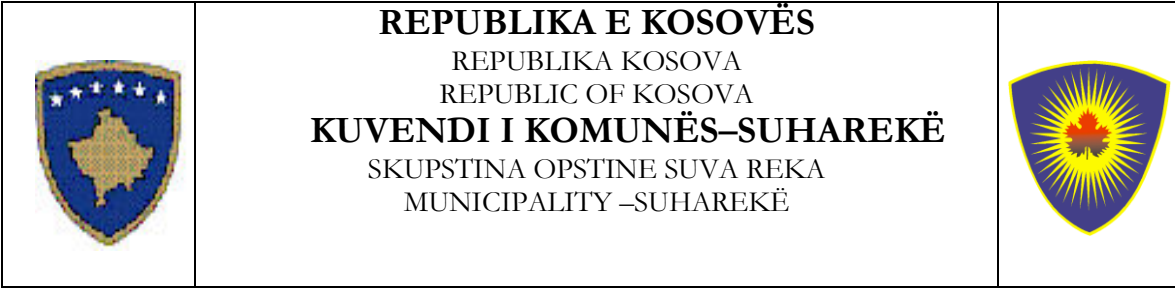 REPUBLIKA E KOSOVËS
REPUBLIKA KOSOVA
REPUBLIC OF KOSOVA
KUVENDI I KOMUNËS–SUHAREKË
SKUPSTINA OPSTINE SUVA REKA
MUNICIPALITY –SUHAREKË